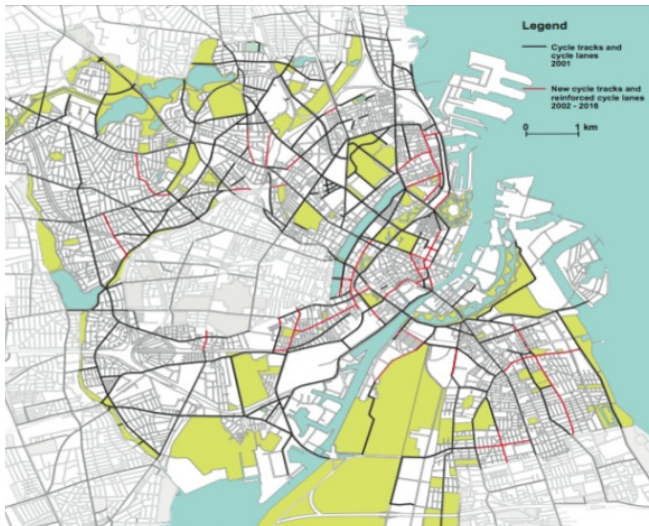 Legend
Cycle tracks and
cycle lanes
2001
New cycle tracks and
reinforced cycle lanes
2002 - 2016
0 1 km